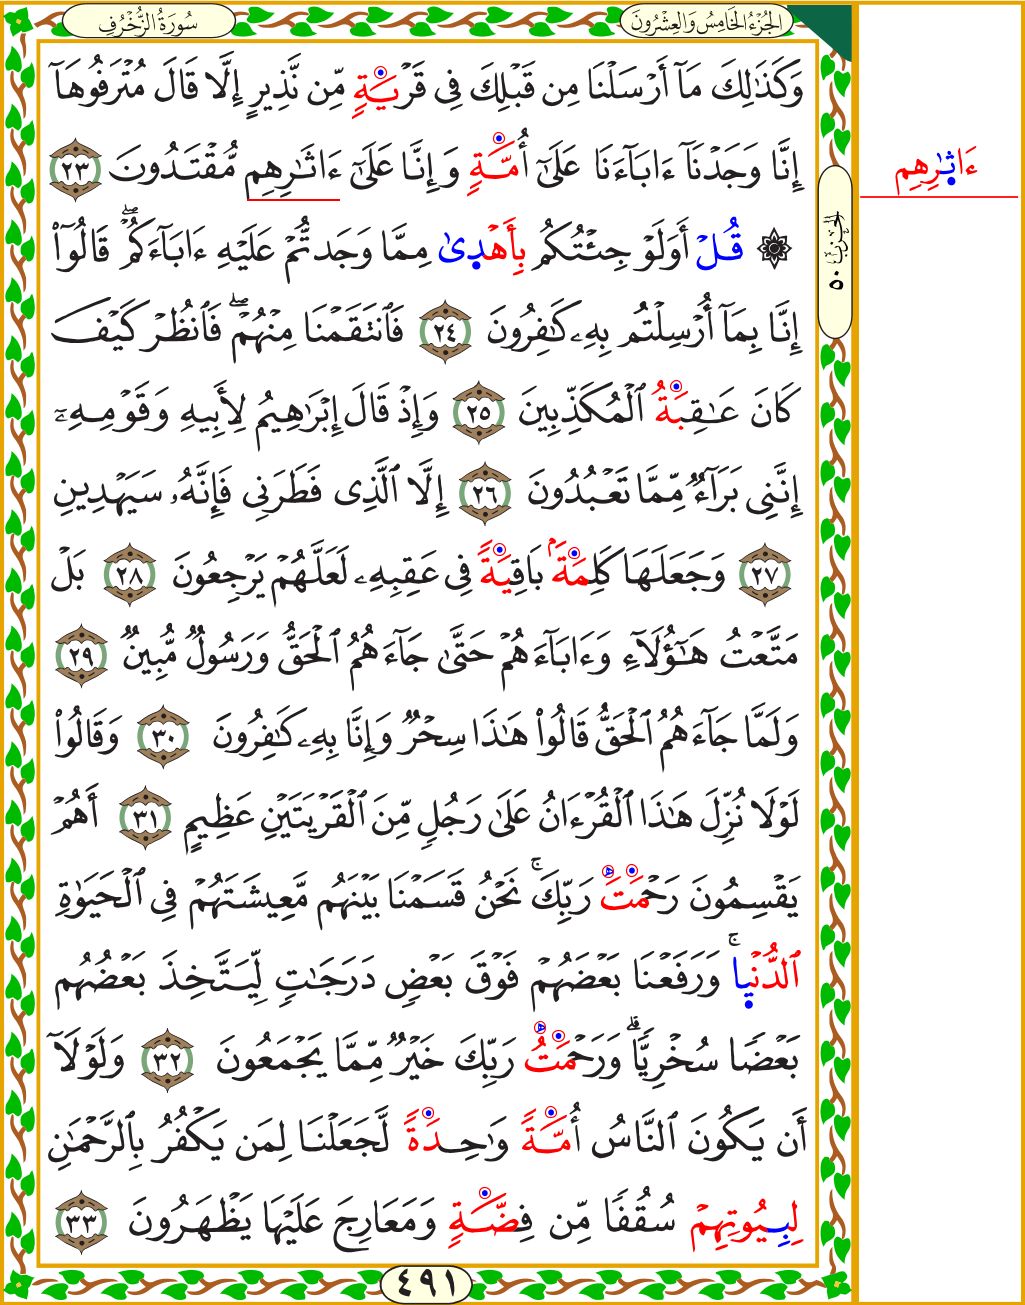 سُورَةُ الزُّخْرُفِ
الجُزْءُ الخَامِسُ وَالعِشْرُونَ
وَكَذَٰلِكَ مَآ أَرْسَلْنَا مِن قَبْلِكَ فِى قَرْيَةٍ مِّن نَّذِيرٍ إِلَّا قَالَ مُتْرَفُوهَآ
إِنَّا وَجَدْنَآ ءَابَآءَنَا عَلَىٰٓ أُمَّةٍ وَإِنَّا عَلَىٰٓ ءَاثَـٰرِهِم مُّقْتَدُونَ ٢٣
۞ قُلْ أَوَلَوْ جِئْتُكُم بِأَهْدَىٰ مِمَّا وَجَدتُّمْ عَلَيْهِ ءَابَآءَكُمْ ۖ قَالُوٓا۟
إِنَّا بِمَآ أُرْسِلْتُم بِهِۦ كَـٰفِرُونَ ٢٤ فَٱنتَقَمْنَا مِنْهُمْ ۖ فَٱنظُرْ كَيْفَ
كَانَ عَـٰقِبَةُ ٱلْمُكَذِّبِينَ ٢٥ وَإِذْ قَالَ إِبْرَٰهِيمُ لِأَبِيهِ وَقَوْمِهِۦٓ
إِنَّنِى بَرَآءٌ مِّمَّا تَعْبُدُونَ ٢٦ إِلَّا ٱلَّذِى فَطَرَنِى فَإِنَّهُۥ سَيَهْدِينِ
٢٧ وَجَعَلَهَا كَلِمَةًۢ بَاقِيَةً فِى عَقِبِهِۦ لَعَلَّهُمْ يَرْجِعُونَ ٢٨ بَلْ
مَتَّعْتُ هَـٰٓؤُلَآءِ وَءَابَآءَهُمْ حَتَّىٰ جَآءَهُمُ ٱلْحَقُّ وَرَسُولٌ مُّبِينٌ ٢٩
وَلَمَّا جَآءَهُمُ ٱلْحَقُّ قَالُوا۟ هَـٰذَا سِحْرٌ وَإِنَّا بِهِۦ كَـٰفِرُونَ ٣٠ وَقَالُوا۟
لَوْلَا نُزِّلَ هَـٰذَا ٱلْقُرْءَانُ عَلَىٰ رَجُلٍ مِّنَ ٱلْقَرْيَتَيْنِ عَظِيمٍ ٣١ أَهُمْ
يَقْسِمُونَ رَحْمَتَ رَبِّكَ ۚ نَحْنُ قَسَمْنَا بَيْنَهُم مَّعِيشَتَهُمْ فِى ٱلْحَيَوٰةِ
ٱلدُّنْيَا ۚ وَرَفَعْنَا بَعْضَهُمْ فَوْقَ بَعْضٍ دَرَجَـٰتٍ لِّيَتَّخِذَ بَعْضُهُم
بَعْضًا سُخْرِيًّا ۗ وَرَحْمَتُ رَبِّكَ خَيْرٌ مِّمَّا يَجْمَعُونَ ٣٢ وَلَوْلَآ
أَن يَكُونَ ٱلنَّاسُ أُمَّةً وَٰحِدَةً لَّجَعَلْنَا لِمَن يَكْفُرُ بِٱلرَّحْمَـٰنِ
لِبِيُوتِهِمْ سُقُفًا مِّن فِضَّةٍ وَمَعَارِجَ عَلَيْهَا يَظْهَرُونَ ٣٣
ءَاثَـٰرِهِم
الحزب ٥٠
٤٩١